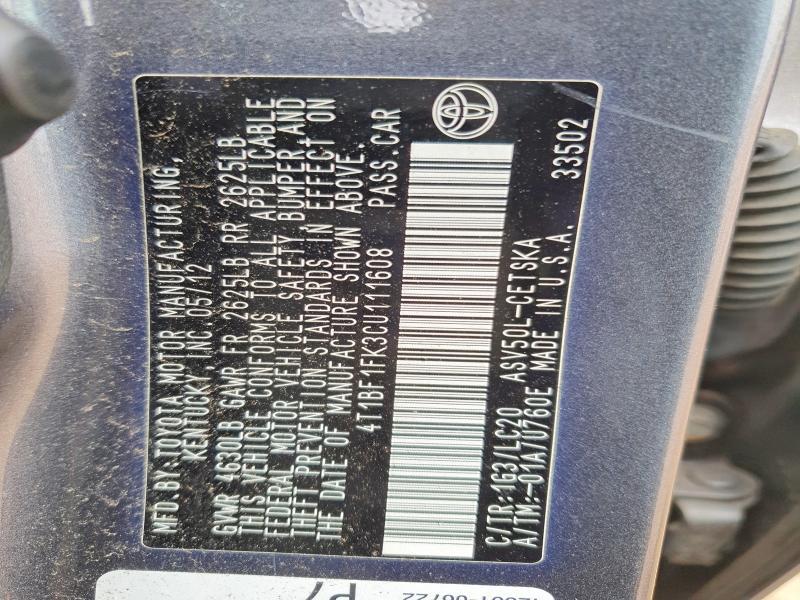 MFD.BY:TOYOTA MOTOR MANUFACTURING,
KENTUCKY INC. 05/12
GVWR 4630LB GAWR FR 2625LB RR 2625LB
THIS VEHICLE CONFORMS TO ALL APPLICABLE
FEDERAL MOTOR VEHICLE SAFETY, BUMPER, AND
THEFT PREVENTION STANDARDS IN EFFECT ON
THE DATE OF MANUFACTURE SHOWN ABOVE.
4T1BF1FK3CU111608 PASS.CAR
C/TR:1G3/LC20 ASV50L-CETSKA
A/TM:-01A/U760E MADE IN U.S.A.
33502